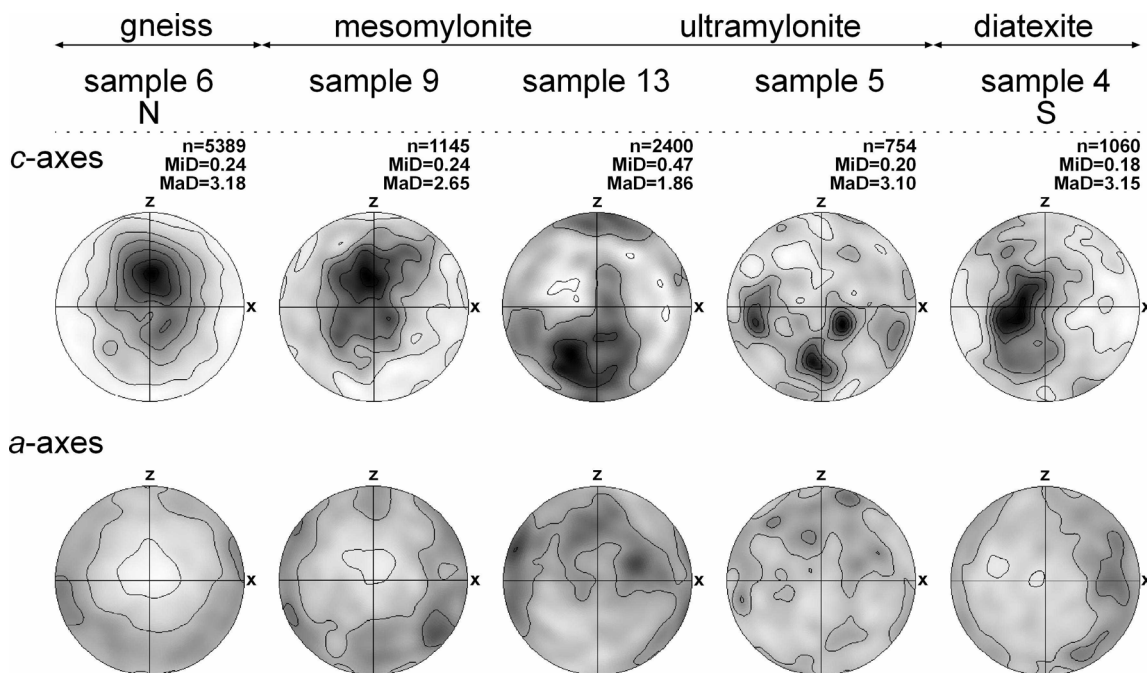 gneiss mesomylonite ultramylonite diatexite
sample 6 sample 9 sample 13 sample 5 sample 4
N S
c-axes
n=5389 n=1145 n=2400 n=754 n=1060
MiD=0.24 MiD=0.24 MiD=0.47 MiD=0.20 MiD=0.18
MaD=3.18 MaD=2.65 MaD=1.86 MaD=3.10 MaD=3.15
z z z z z
x x x x x
a-axes
z z z z z
x x x x x